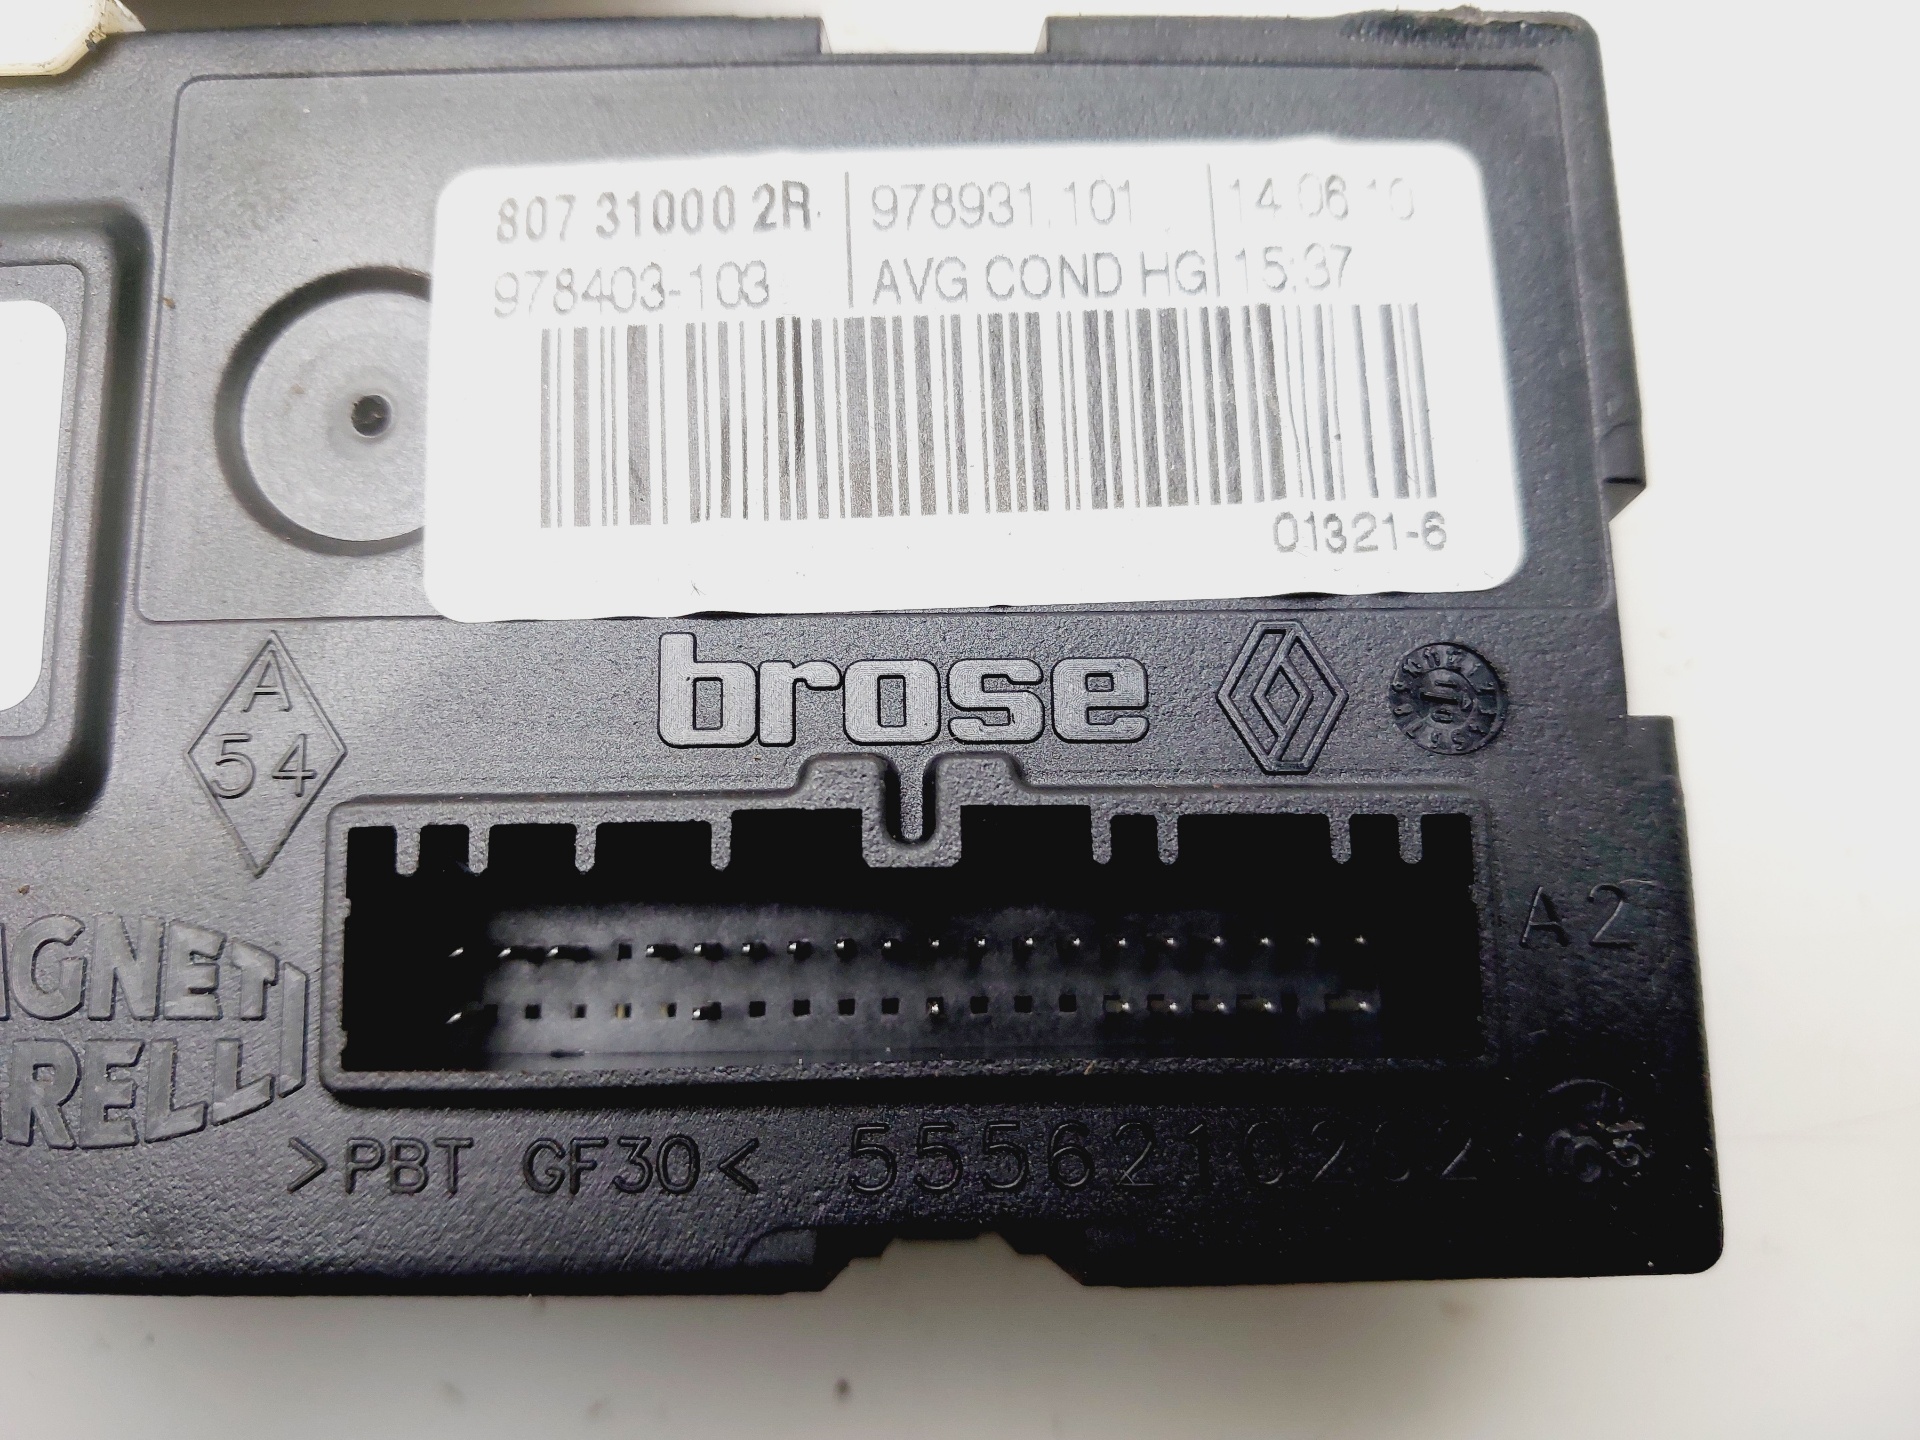 807 31000 2R
978931.101
14 06 10
978403-103
AVG COND HG
15:37
01321-6
brose
A
54
A2
GNET
RELLI
>PBT GF30<